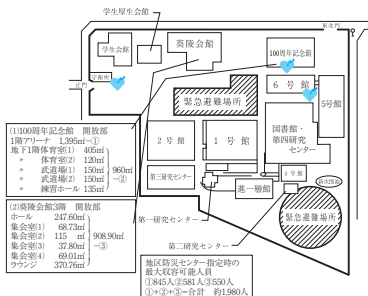 学生厚生会館
東北門
学生会館
葵陵会館
100周年記念館
守衛所
正門
緊急避難場所
6 号 館
5号館
(1)100周年記念館　開放部
1階アリーナ　1,395㎡-①
地下1階体育室(1)　405㎡
〃　体育室(2)　120㎡
〃　武道場(1)　150㎡　960㎡
〃　武道場(2)　150㎡　-②
〃　練習ホール　135㎡
2 号 館
1 号 館
図書館・
第四研究
センター
第三研究センター
進一層館
4 号 館
(2)葵陵会館3階　開放部
ホール　247.60㎡
集会室(1)　68.73㎡
集会室(2)　115　㎡　908.90㎡
集会室(3)　37.80㎡　-③
集会室(4)　69.01㎡
ラウンジ　370.76㎡
第一研究センター
緊急避難場所
第二研究センター
地区防災センター指定時の
最大収容可能人員
①845人②581人③550人
①+②+③=合計　約1,980人